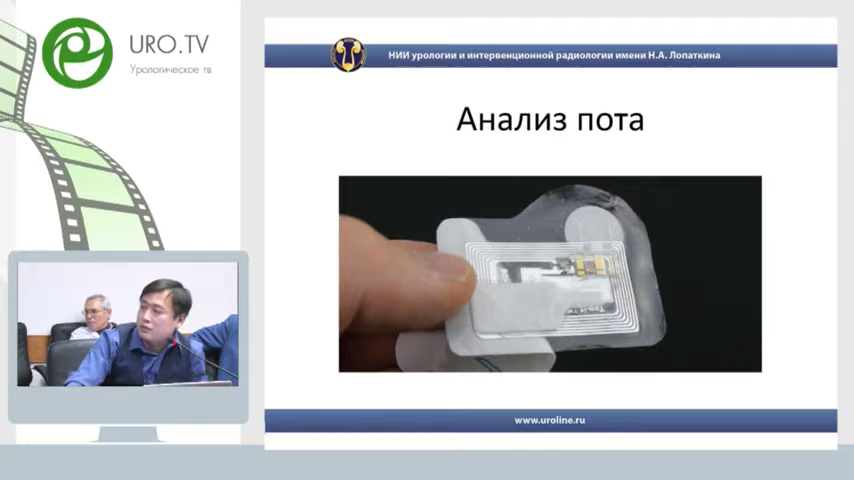 URO.TV
Урологическое тв
НИИ урологии и интервенционной радиологии имени Н.А. Лопаткина
Анализ пота
www.uroline.ru